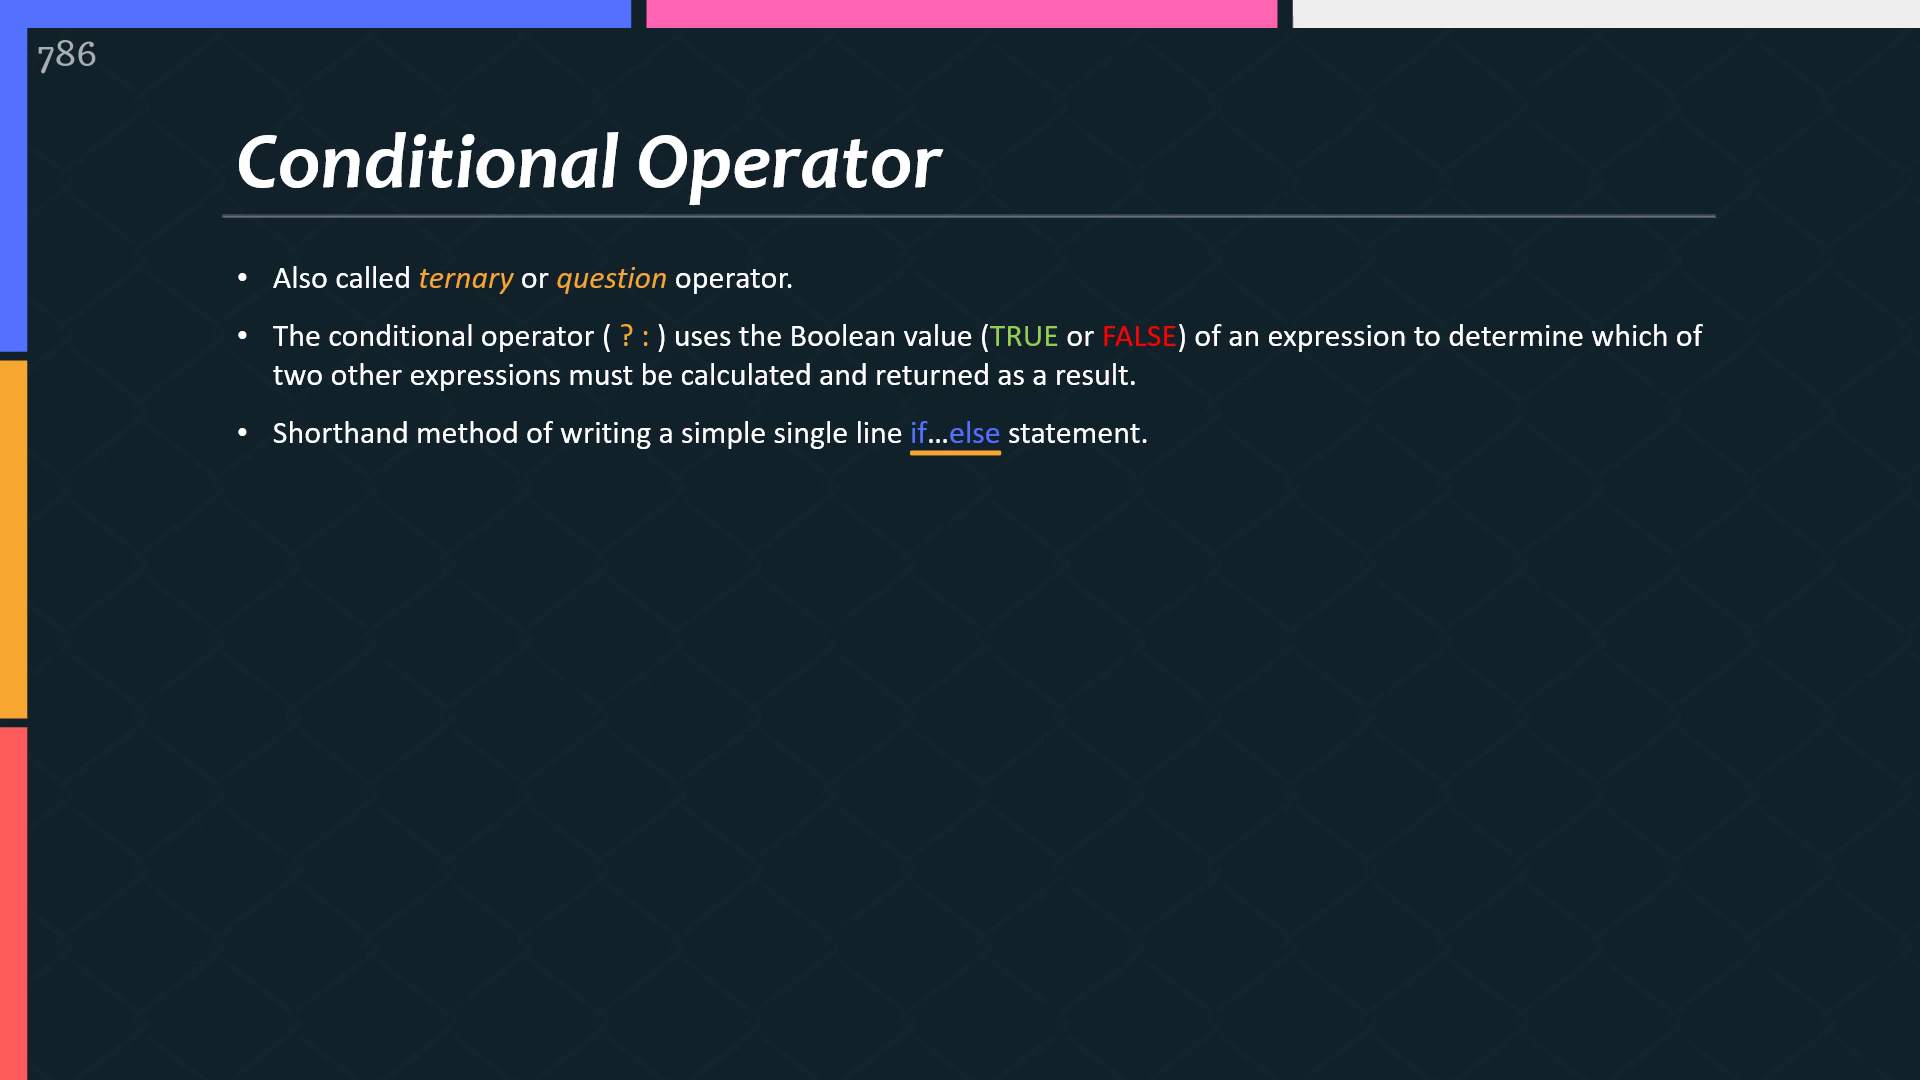 786
Conditional Operator
• Also called ternary or question operator.
• The conditional operator ( ? : ) uses the Boolean value (TRUE or FALSE) of an expression to determine which of
two other expressions must be calculated and returned as a result.
• Shorthand method of writing a simple single line if...else statement.